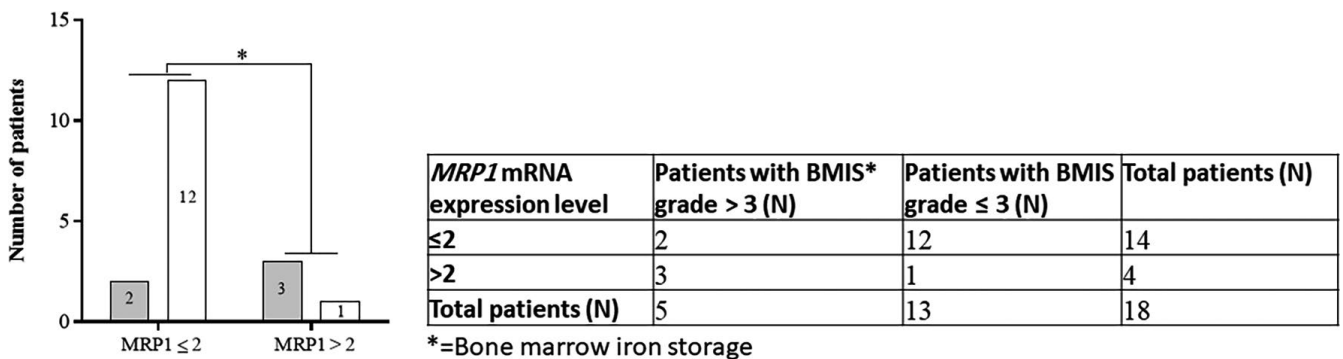 15
10
5
0
Number of patients
*
2
12
3
1
MRP1 ≤ 2
MRP1 > 2
MRP1 mRNA expression level
Patients with BMIS* grade > 3 (N)
Patients with BMIS grade ≤ 3 (N)
Total patients (N)
≤2
2
12
14
>2
3
1
4
Total patients (N)
5
13
18
*=Bone marrow iron storage